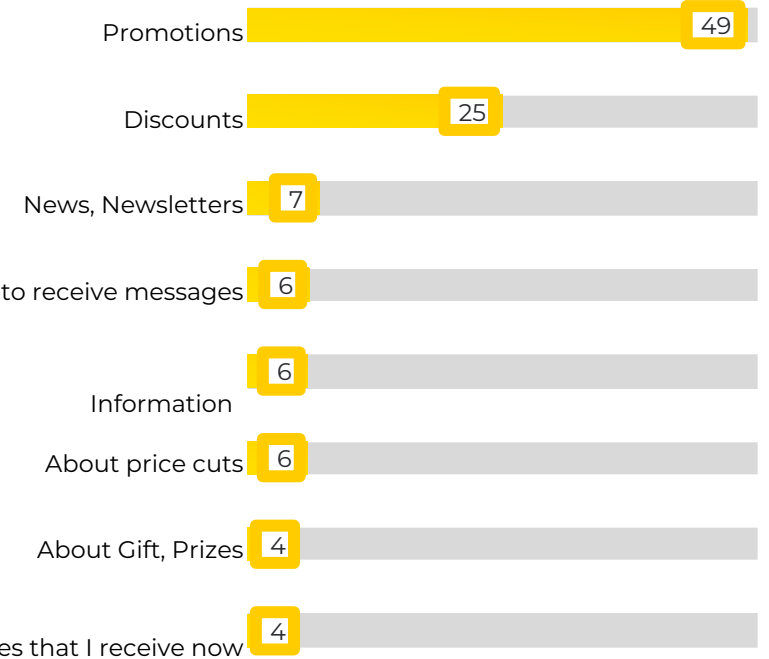 Promotions 49
Discounts 25
News, Newsletters 7
to receive messages 6
6
Information
About price cuts 6
About Gift, Prizes 4
that I receive now 4